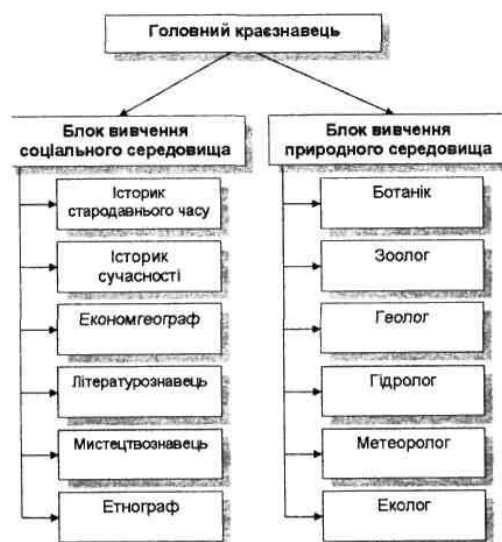 Головний краєзнавець
Блок вивчення
соціального середовища
Історик
стародавнього часу
Історик
сучасності
Економгеограф
Літературознавець
Мистецтвознавець
Етнограф
Блок вивчення
природного середовища
Ботанік
Зоолог
Геолог
Гідролог
Метеоролог
Еколог